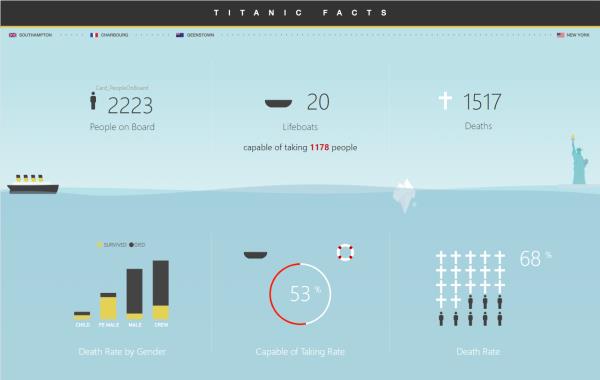 TITANIC FACTS
SOUTHAMPTON
CHARBOURG
QEENSTOWN
NEW YORK
Card_PeopleOnBoard
2223
People on Board
20
Lifeboats
capable of taking 1178 people
1517
Deaths
SURVIVED DIED
CHILD FE MALE MALE CREW
Death Rate by Gender
53 %
Capable of Taking Rate
68 %
Death Rate